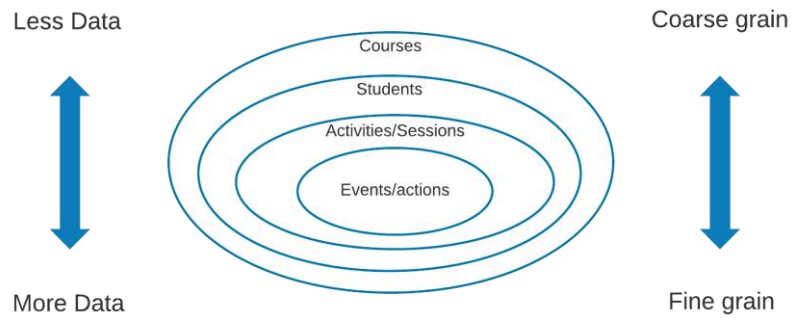 Less Data
Coarse grain
Courses
Students
Activities/Sessions
Events/actions
More Data
Fine grain